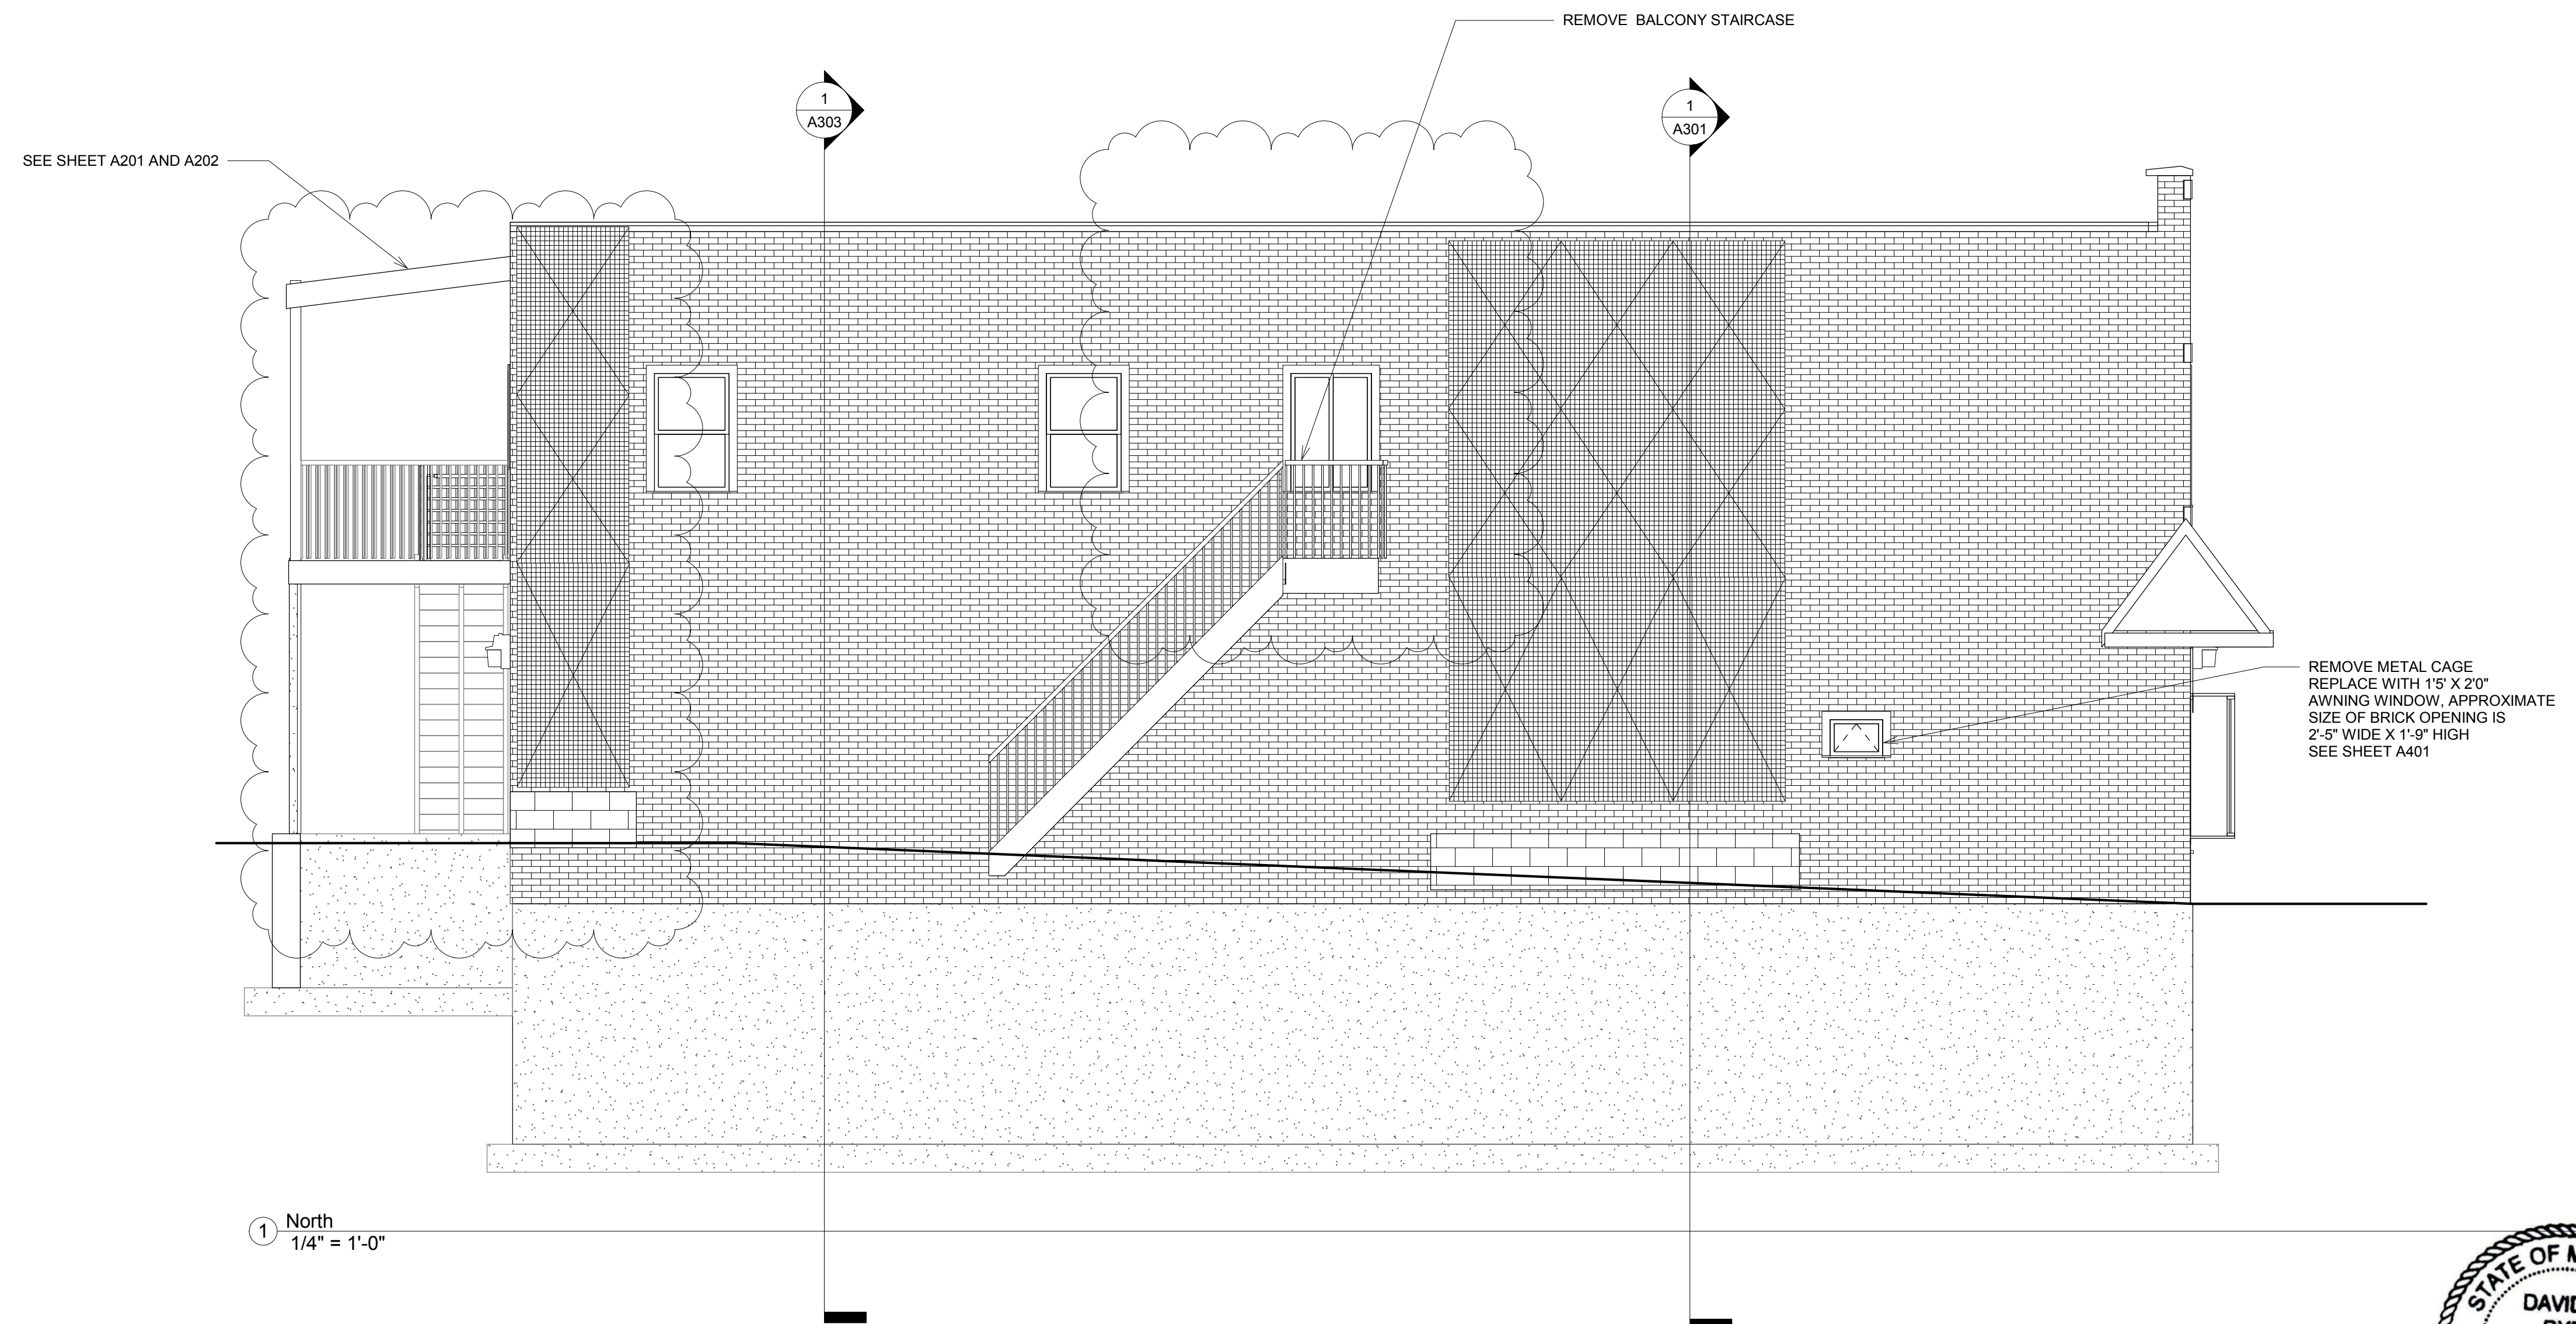 REMOVE BALCONY STAIRCASE
1
A303
1
A301
SEE SHEET A201 AND A202
REMOVE METAL CAGE
REPLACE WITH 1'5' X 2'0"
AWNING WINDOW, APPROXIMATE
SIZE OF BRICK OPENING IS
2'-5" WIDE X 1'-9" HIGH
SEE SHEET A401
1
North
1/4" = 1'-0"
STATE OF
DAVID